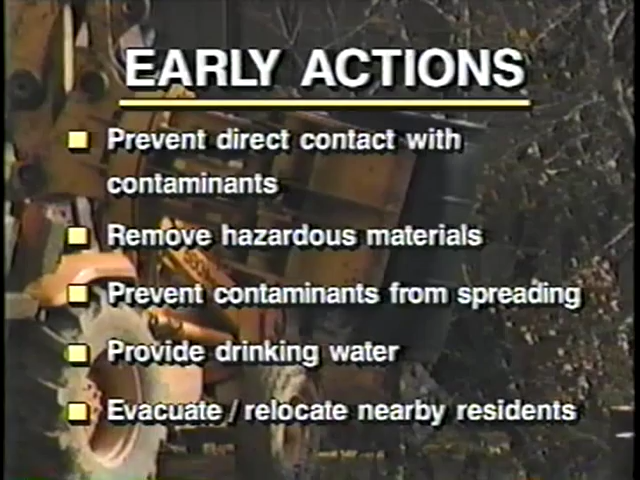 EARLY ACTIONS
Prevent direct contact with
contaminants
Remove hazardous materials
Prevent contaminants from spreading
Provide drinking water
Evacuate / relocate nearby residents